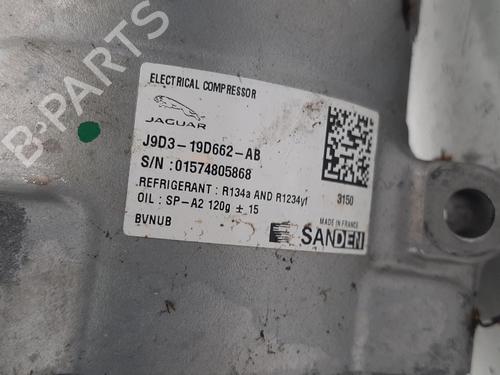 ELECTRICAL COMPRESSOR
JAGUAR
J9D3-19D662-AB
S/N :01574805868
REFRIGERANT : R134a AND R1234yf
OIL : SP-A2 120g ± 15
BVNUB
3150
MADE IN FRANCE
SANDEN
B-PARTS